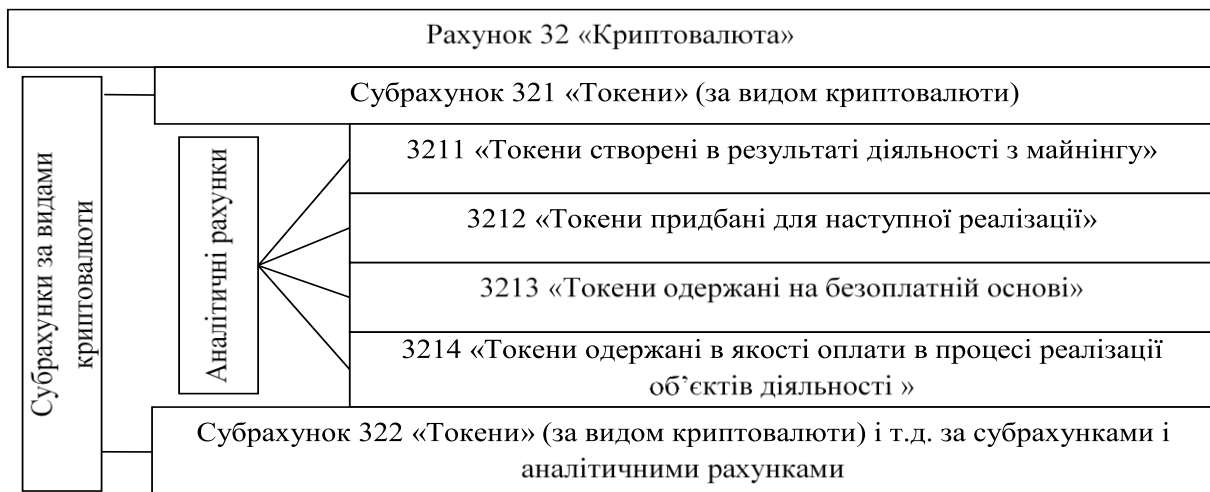 Рахунок 32 «Криптовалюта»
Субрахунок 321 «Токени» (за видом криптовалюти)
Субрахунки за видами
криптовалюти
Аналітичні рахунки
3211 «Токени створені в результаті діяльності з майнінгу»
3212 «Токени придбані для наступної реалізації»
3213 «Токени одержані на безоплатній основі»
3214 «Токени одержані в якості оплати в процесі реалізації
об’єктів діяльності »
Субрахунок 322 «Токени» (за видом криптовалюти) і т.д. за субрахунками і
аналітичними рахунками